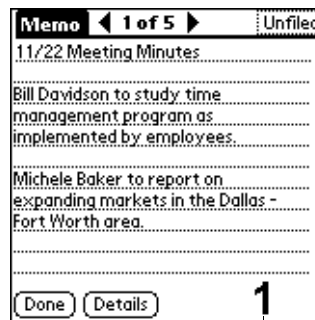 Memo 1 of 5 Unfiled
11/22 Meeting Minutes
Bill Davidson to study time
management program as
implemented by employees.
Michele Baker to report on
expanding markets in the Dallas -
Fort Worth area.
Done Details 1